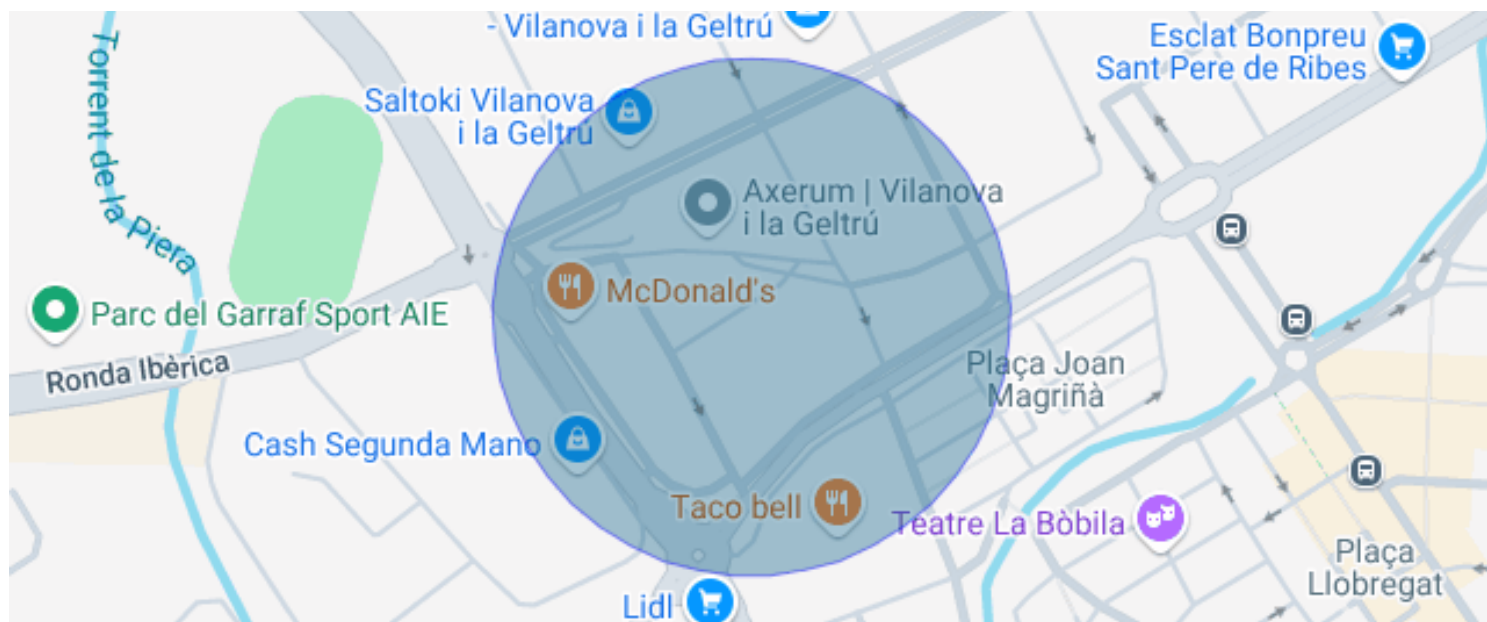 - Vilanova i la Geltrú
Esclat Bonpreu
Sant Pere de Ribes
Torrent de la Piera
Saltoki Vilanova
i la Geltrú
Axerum | Vilanova
i la Geltrú
McDonald's
Parc del Garraf Sport AIE
Ronda Ibèrica
Plaça Joan
Magriñà
Cash Segunda Mano
Taco bell
Teatre La Bòbila
Plaça
Llobregat
Lidl